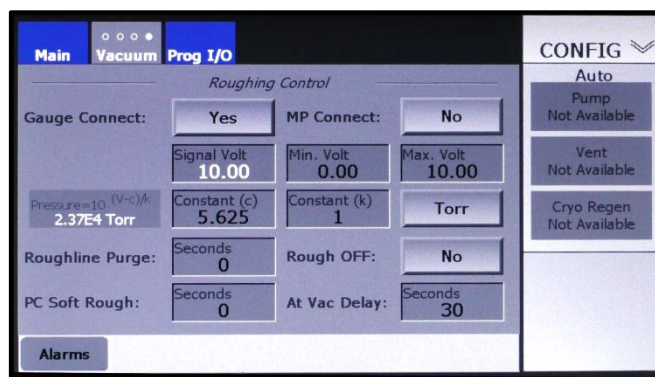 Main
Vacuum
Prog I/O
Roughing Control
Gauge Connect:
Yes
MP Connect:
No
Signal Volt
10.00
Min. Volt
0.00
Max. Volt
10.00
Pressure=10 (V-c)/k
2.37E4 Torr
Constant (c)
5.625
Constant (k)
1
Torr
Roughline Purge:
Seconds
0
Rough OFF:
No
PC Soft Rough:
Seconds
0
At Vac Delay:
Seconds
30
Alarms
CONFIG
Auto
Pump
Not Available
Vent
Not Available
Cryo Regen
Not Available